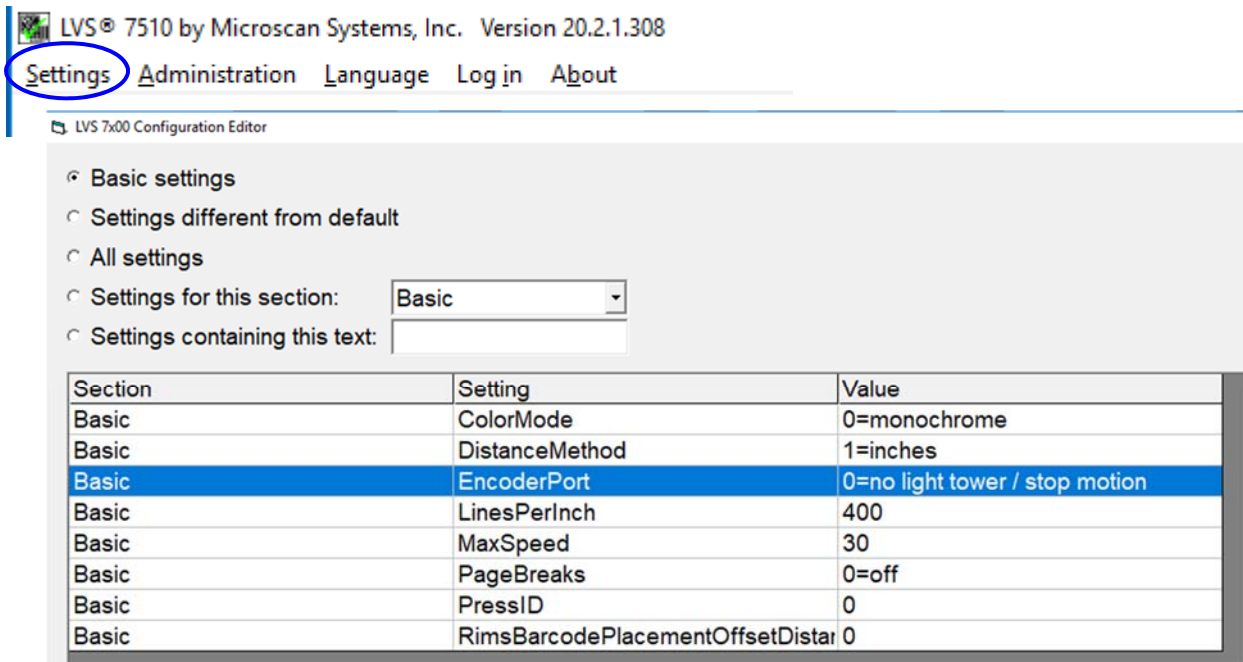 LVS® 7510 by Microscan Systems, Inc. Version 20.2.1.308
Settings Administration Language Log in About
LVS 7x00 Configuration Editor
Basic settings
Settings different from default
All settings
Settings for this section: Basic
Settings containing this text:
Section Setting Value
Basic ColorMode 0=monochrome
Basic DistanceMethod 1=inches
Basic EncoderPort 0=no light tower / stop motion
Basic LinesPerInch 400
Basic MaxSpeed 30
Basic PageBreaks 0=off
Basic PressID 0
Basic RimsBarcodePlacementOffsetDistar 0